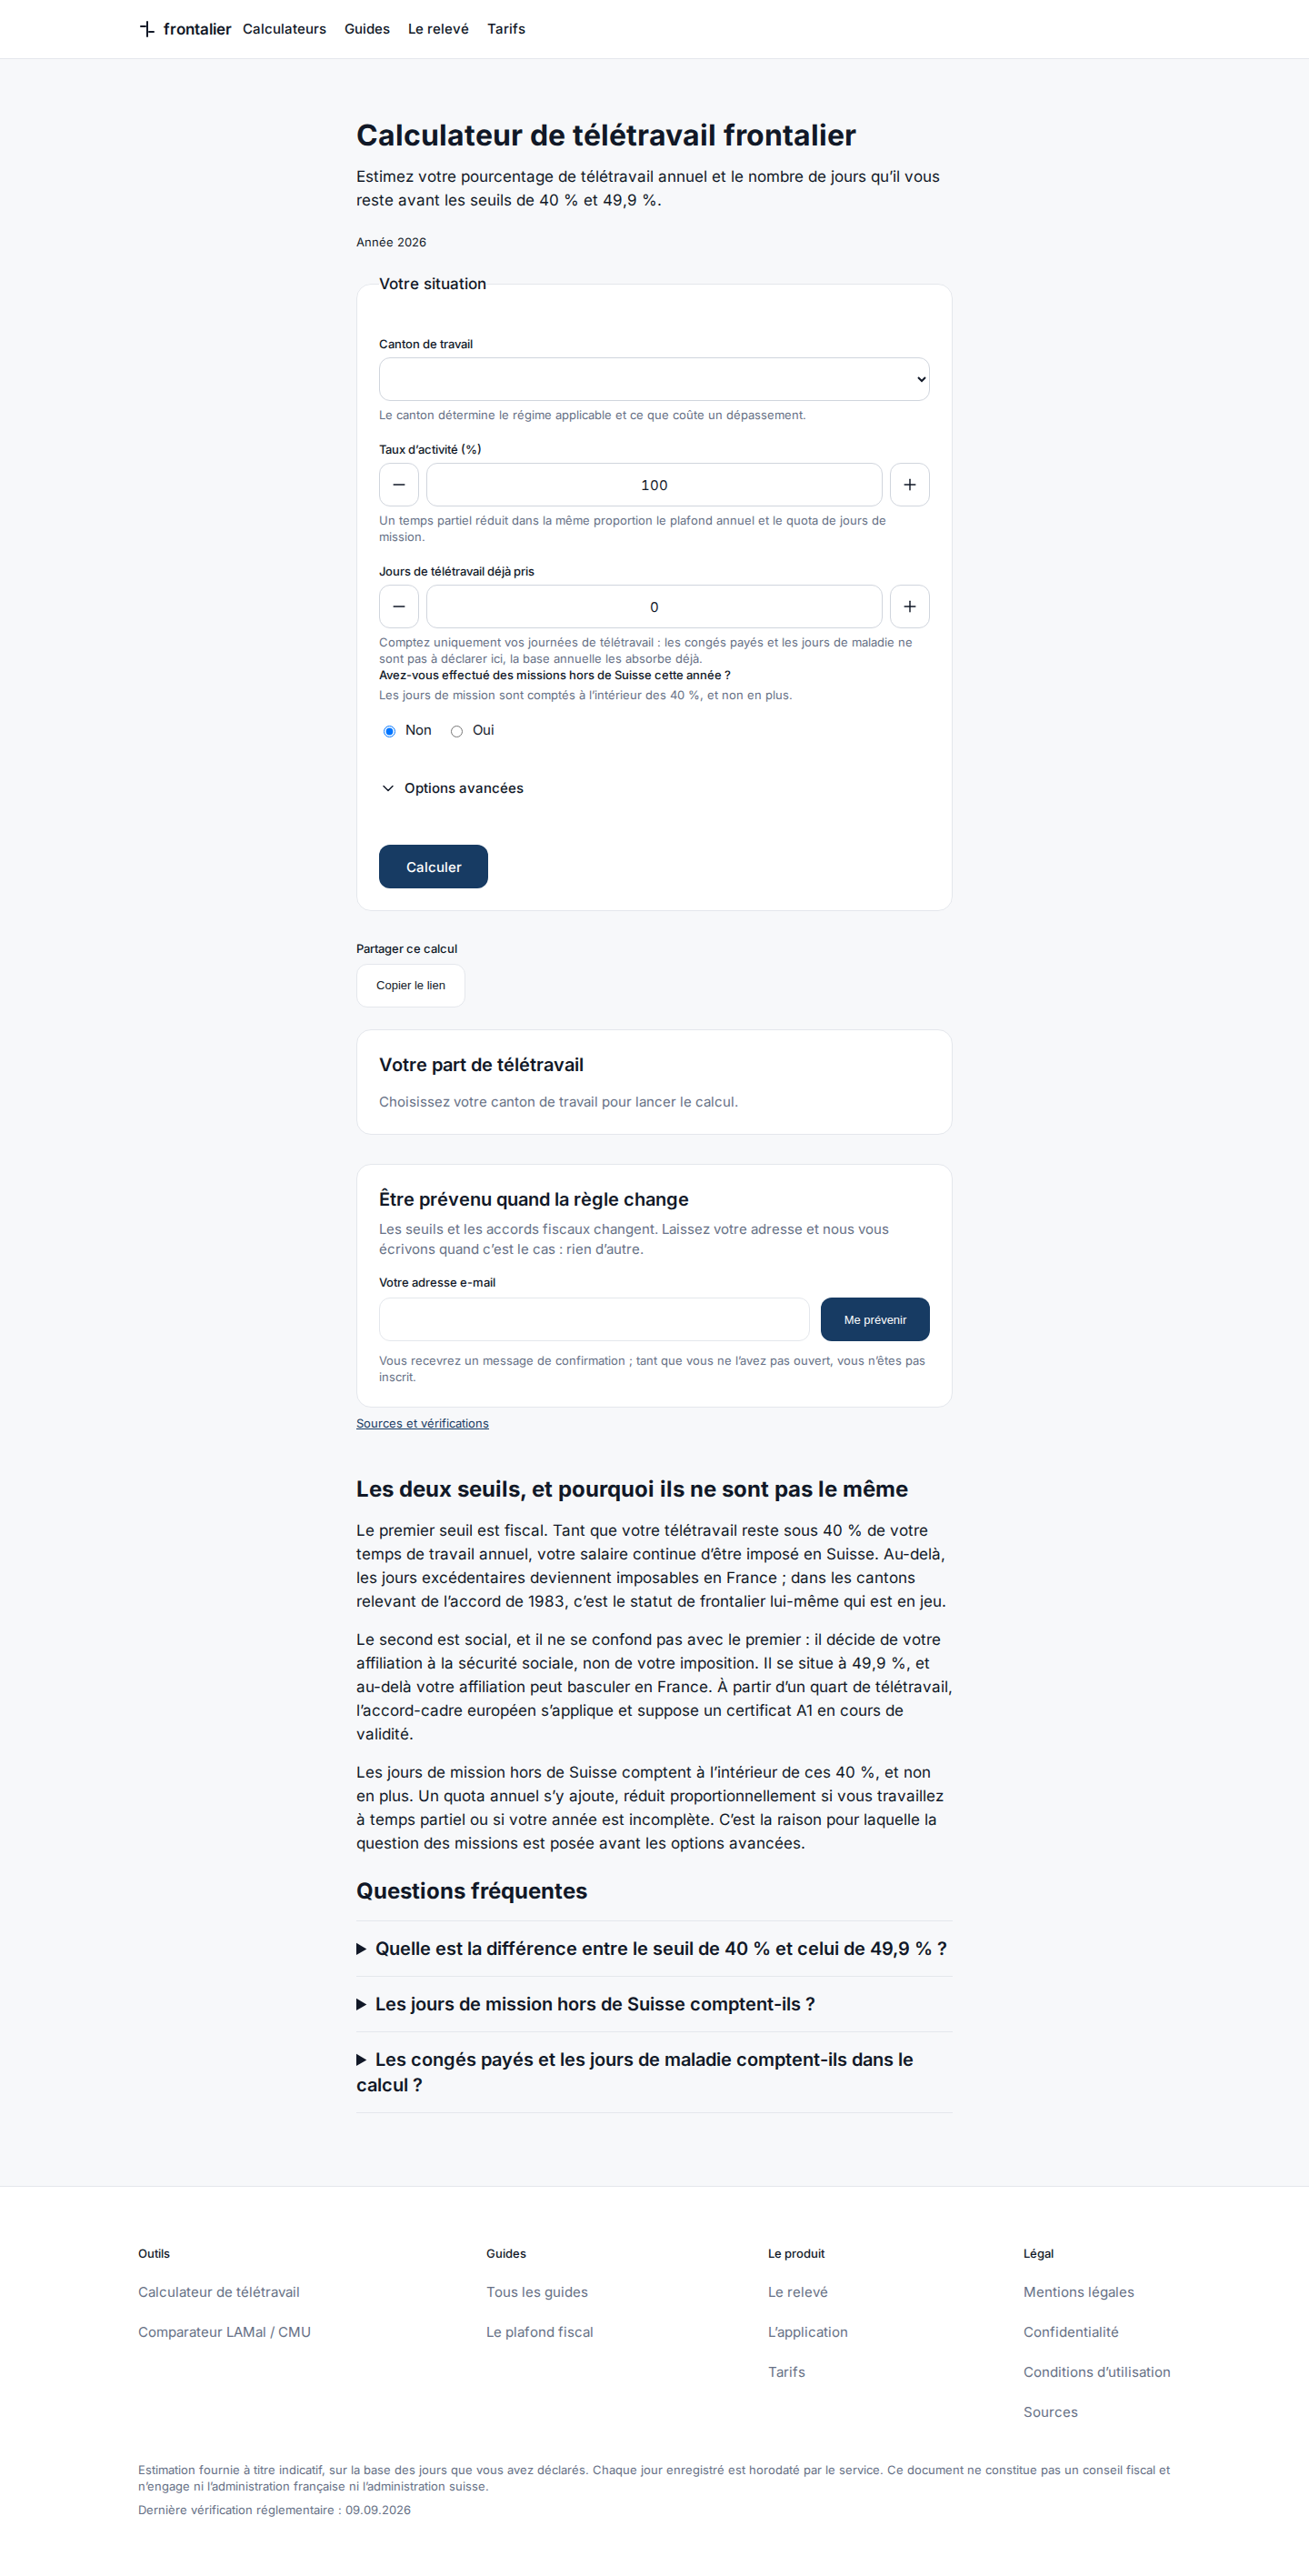 frontalier Calculateurs Guides Le relevé Tarifs
Calculateur de télétravail frontalier
Estimez votre pourcentage de télétravail annuel et le nombre de jours qu’il vous
reste avant les seuils de 40 % et 49,9 %.
Année 2026
Votre situation
Canton de travail
Le canton détermine le régime applicable et ce que coûte un dépassement.
Taux d’activité (%)
− 100 +
Un temps partiel réduit dans la même proportion le plafond annuel et le quota de jours de
mission.
Jours de télétravail déjà pris
− 0 +
Comptez uniquement vos journées de télétravail : les congés payés et les jours de maladie ne
sont pas à déclarer ici, la base annuelle les absorbe déjà.
Avez-vous effectué des missions hors de Suisse cette année ?
Les jours de mission sont comptés à l’intérieur des 40 %, et non en plus.
Non Oui
Options avancées
Calculer
Partager ce calcul
Copier le lien
Votre part de télétravail
Choisissez votre canton de travail pour lancer le calcul.
Être prévenu quand la règle change
Les seuils et les accords fiscaux changent. Laissez votre adresse et nous vous
écrivons quand c’est le cas : rien d’autre.
Votre adresse e-mail
Me prévenir
Vous recevrez un message de confirmation ; tant que vous ne l’avez pas ouvert, vous n’êtes pas
inscrit.
Sources et vérifications
Les deux seuils, et pourquoi ils ne sont pas le même
Le premier seuil est fiscal. Tant que votre télétravail reste sous 40 % de votre
temps de travail annuel, votre salaire continue d’être imposé en Suisse. Au-delà,
les jours excédentaires deviennent imposables en France ; dans les cantons
relevant de l’accord de 1983, c’est le statut de frontalier lui-même qui est en jeu.
Le second est social, et il ne se confond pas avec le premier : il décide de votre
affiliation à la sécurité sociale, non de votre imposition. Il se situe à 49,9 %, et
au-delà votre affiliation peut basculer en France. À partir d’un quart de télétravail,
l’accord-cadre européen s’applique et suppose un certificat A1 en cours de
validité.
Les jours de mission hors de Suisse comptent à l’intérieur de ces 40 %, et non
en plus. Un quota annuel s’y ajoute, réduit proportionnellement si vous travaillez
à temps partiel ou si votre année est incomplète. C’est la raison pour laquelle la
question des missions est posée avant les options avancées.
Questions fréquentes
Quelle est la différence entre le seuil de 40 % et celui de 49,9 % ?
Les jours de mission hors de Suisse comptent-ils ?
Les congés payés et les jours de maladie comptent-ils dans le
calcul ?
Outils Guides Le produit Légal
Calculateur de télétravail Tous les guides Le relevé Mentions légales
Comparateur LAMal / CMU Le plafond fiscal L’application Confidentialité
Tarifs Conditions d’utilisation
Sources
Estimation fournie à titre indicatif, sur la base des jours que vous avez déclarés. Chaque jour enregistré est horodaté par le service. Ce document ne constitue pas un conseil fiscal et
n’engage ni l’administration française ni l’administration suisse.
Dernière vérification réglementaire : 09.09.2026